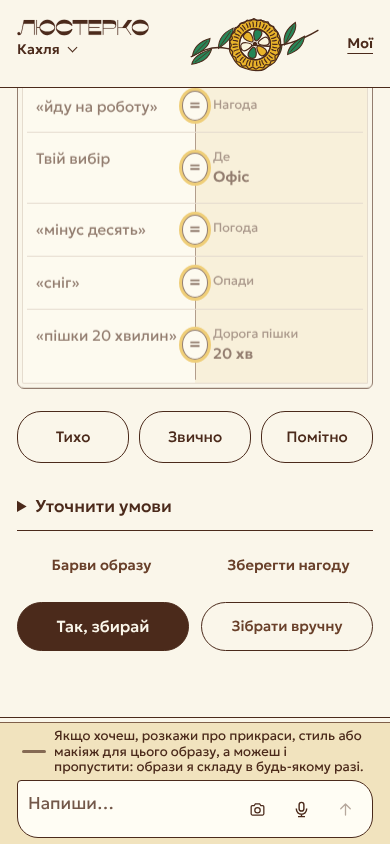 ЛЮСТЕРКО
Кахля
Мої
«йду на роботу»
=
Нагода
Твій вибір
=
Де
Офіс
«мінус десять»
=
Погода
«сніг»
=
Опади
«пішки 20 хвилин»
=
Дорога пішки
20 хв
Тихо
Звично
Помітно
Уточнити умови
Барви образу
Зберегти нагоду
Так, збирай
Зібрати вручну
Якщо хочеш, розкажи про прикраси, стиль або
макіяж для цього образу, а можеш і
пропустити: образи я складу в будь-якому разі.
Напиши...